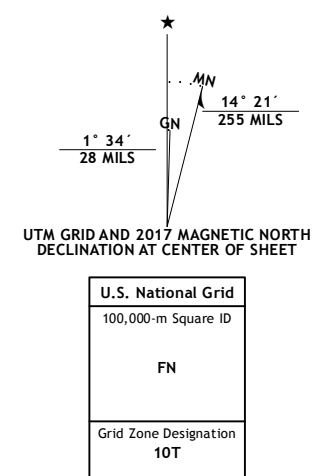 ★
MN
GN
14° 21´
255 MILS
1° 34´
28 MILS
UTM GRID AND 2017 MAGNETIC NORTH
DECLINATION AT CENTER OF SHEET
U.S. National Grid
100,000-m Square ID
FN
Grid Zone Designation
10T